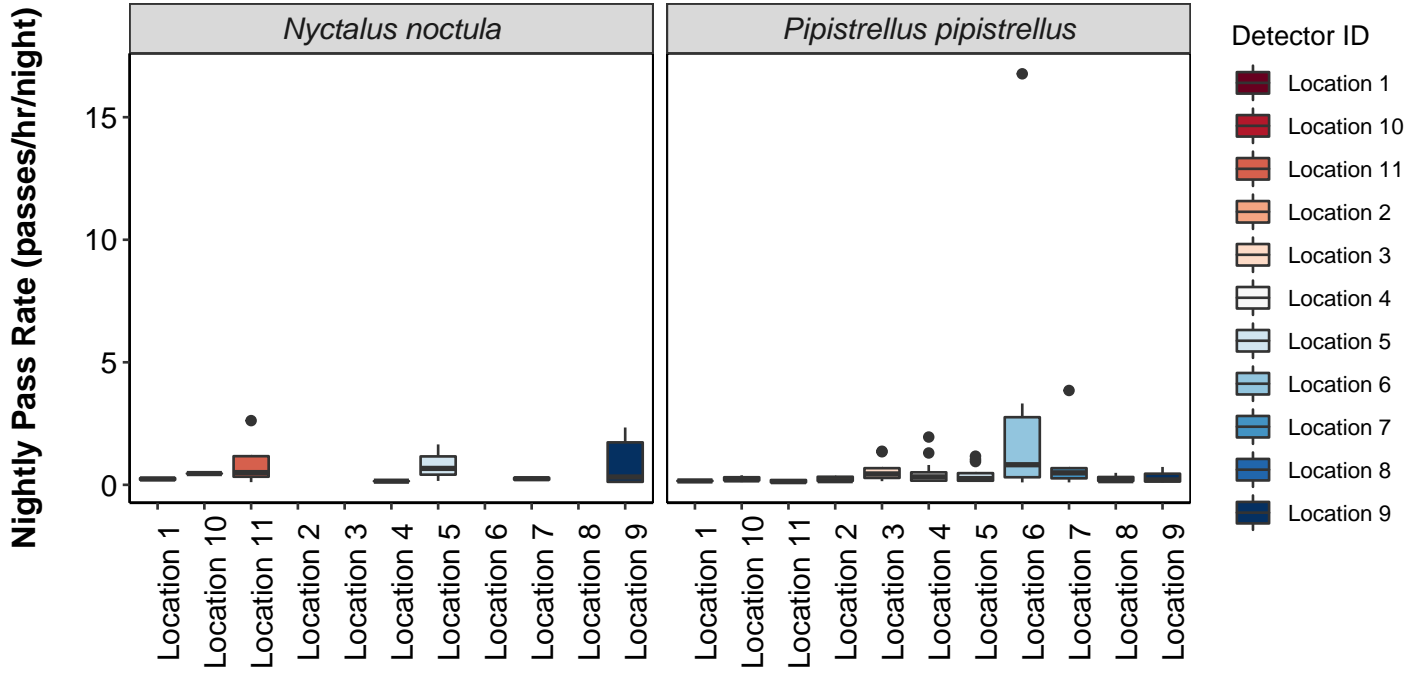 Nightly Pass Rate (passes/hr/night)
Nyctalus noctula
Pipistrellus pipistrellus
15
10
5
0
Location 1
Location 10
Location 11
Location 2
Location 3
Location 4
Location 5
Location 6
Location 7
Location 8
Location 9
Location 1
Location 10
Location 11
Location 2
Location 3
Location 4
Location 5
Location 6
Location 7
Location 8
Location 9
Detector ID
Location 1
Location 10
Location 11
Location 2
Location 3
Location 4
Location 5
Location 6
Location 7
Location 8
Location 9